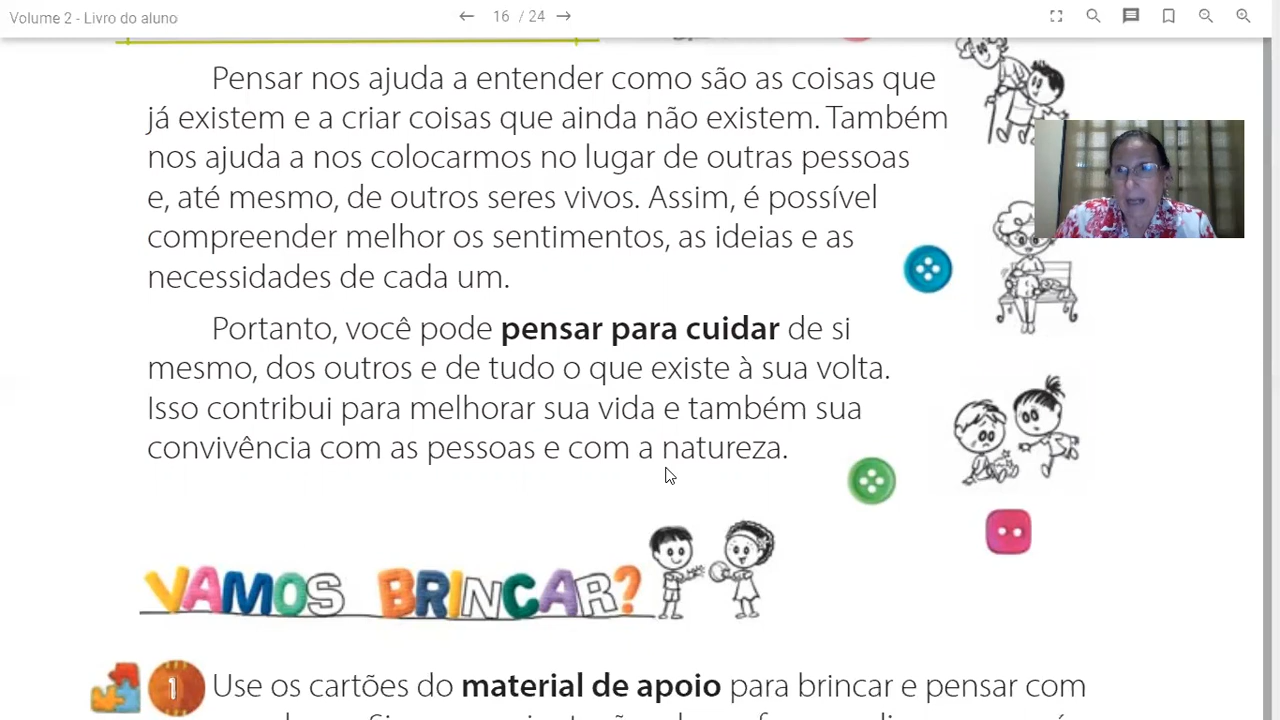 Volume 2 - Livro do aluno
16 / 24
Pensar nos ajuda a entender como são as coisas que
já existem e a criar coisas que ainda não existem. Também
nos ajuda a nos colocarmos no lugar de outras pessoas
e, até mesmo, de outros seres vivos. Assim, é possível
compreender melhor os sentimentos, as ideias e as
necessidades de cada um.
Portanto, você pode pensar para cuidar de si
mesmo, dos outros e de tudo o que existe à sua volta.
Isso contribui para melhorar sua vida e também sua
convivência com as pessoas e com a natureza.
VAMOS BRINCAR?
1 Use os cartões do material de apoio para brincar e pensar com